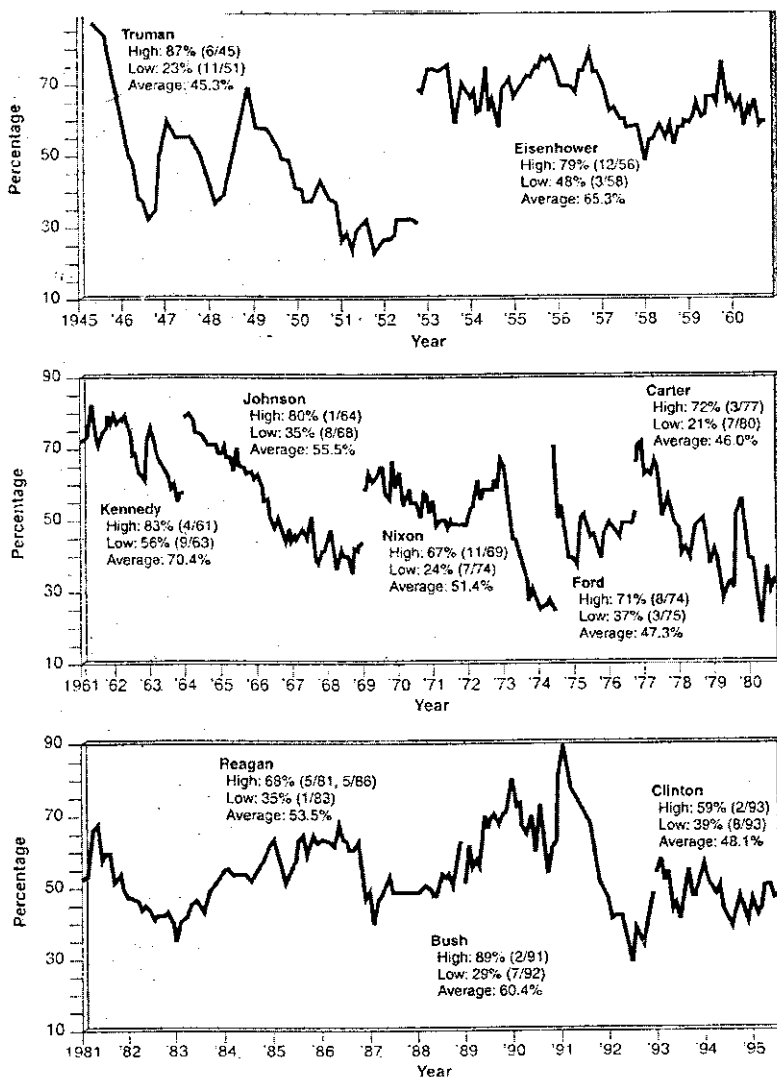 Truman
High: 87% (6/45)
Low: 23% (11/51)
Average: 45.3%
Eisenhower
High: 79% (12/56)
Low: 48% (3/58)
Average: 65.3%
Percentage
70
50
30
10
1945 '46 '47 '48 '49 '50 '51 '52 '53 '54 '55 '56 '57 '58 '59 '60
Year
Johnson
High: 80% (1/64)
Low: 35% (8/68)
Average: 55.5%
Carter
High: 72% (3/77)
Low: 21% (7/80)
Average: 46.0%
Kennedy
High: 83% (4/61)
Low: 56% (9/63)
Average: 70.4%
Nixon
High: 67% (11/69)
Low: 24% (7/74)
Average: 51.4%
Ford
High: 71% (8/74)
Low: 37% (3/75)
Average: 47.3%
Percentage
90
70
50
30
10
1961 '62 '63 '64 '65 '66 '67 '68 '69 '70 '71 '72 '73 '74 '75 '76 '77 '78 '79 '80
Year
Reagan
High: 68% (5/81, 5/86)
Low: 35% (1/83)
Average: 53.5%
Clinton
High: 59% (2/93)
Low: 39% (8/93)
Average: 48.1%
Bush
High: 89% (2/91)
Low: 29% (7/92)
Average: 60.4%
Percentage
90
70
50
30
10
1981 '82 '83 '84 '85 '86 '87 '88 '89 '90 '91 '92 '93 '94 '95
Year